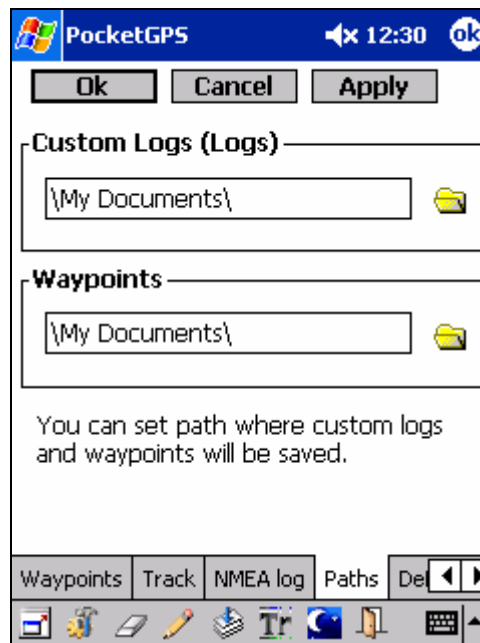 PocketGPS 12:30 ok
Ok Cancel Apply
Custom Logs (Logs)
\My Documents\
Waypoints
\My Documents\
You can set path where custom logs
and waypoints will be saved.
Waypoints Track NMEA log Paths Del
Tr